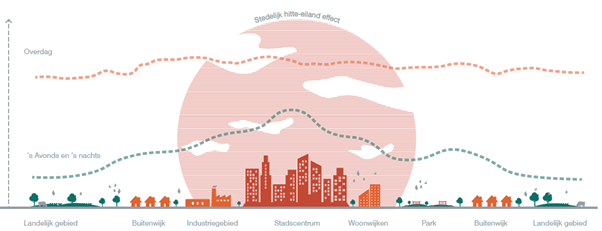 Stedelijk hitte-eiland effect
Overdag
's Avonds en 's nachts
Landelijk gebied
Buitenwijk
Industriegebied
Stadscentrum
Woonwijken
Park
Buitenwijk
Landelijk gebied